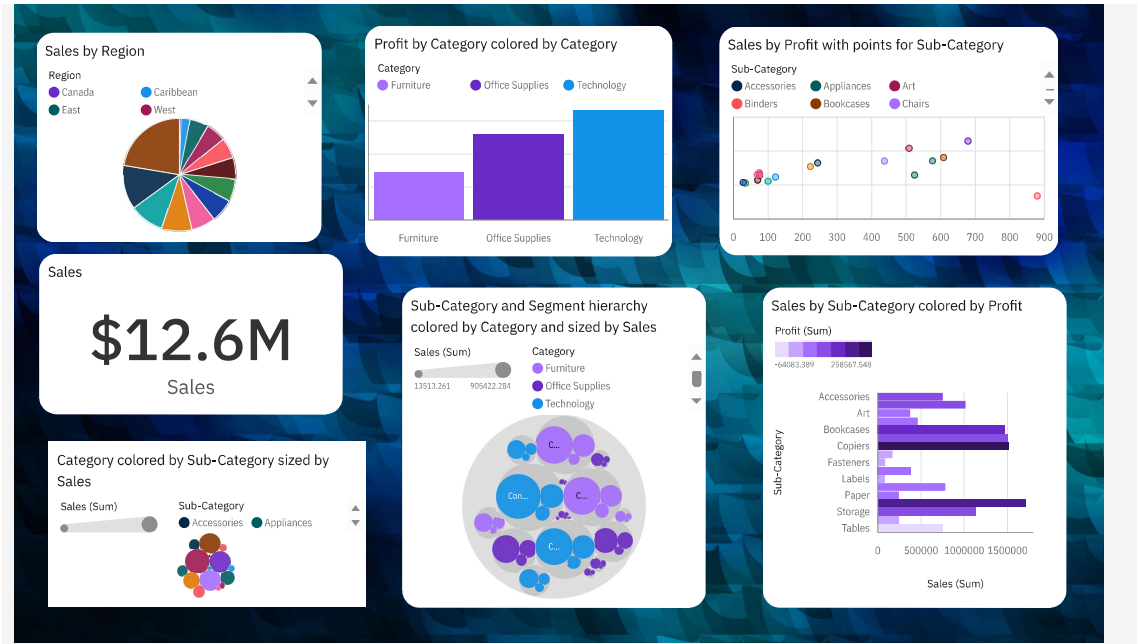 Sales by Region
Region
Canada Caribbean
East West
Profit by Category colored by Category
Category
Furniture Office Supplies Technology
Furniture Office Supplies Technology
Sales by Profit with points for Sub-Category
Sub-Category
Accessories Appliances Art
Binders Bookcases Chairs
0 100 200 300 400 500 600 700 800 900
Sales
$12.6M
Sales
Sub-Category and Segment hierarchy
colored by Category and sized by Sales
Sales (Sum)
13513.261 905422.284
Category
Furniture
Office Supplies
Technology
C...
Con... C...
C...
Sales by Sub-Category colored by Profit
Profit (Sum)
-64083.389 258567.548
Sub-Category
Accessories
Art
Bookcases
Copiers
Fasteners
Labels
Paper
Storage
Tables
0 500000 1000000 1500000
Sales (Sum)
Category colored by Sub-Category sized by
Sales
Sales (Sum)
Sub-Category
Accessories Appliances